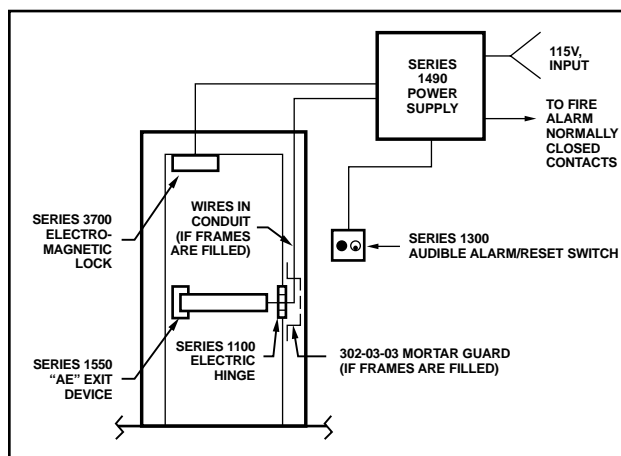 SERIES
1490
POWER
SUPPLY
115V,
INPUT
TO FIRE
ALARM
NORMALLY
CLOSED
CONTACTS
SERIES 3700
ELECTRO-
MAGNETIC
LOCK
WIRES IN
CONDUIT
(IF FRAMES
ARE FILLED)
SERIES 1300
AUDIBLE ALARM/RESET SWITCH
SERIES 1550
“AE” EXIT
DEVICE
SERIES 1100
ELECTRIC
HINGE
302-03-03 MORTAR GUARD
(IF FRAMES ARE FILLED)